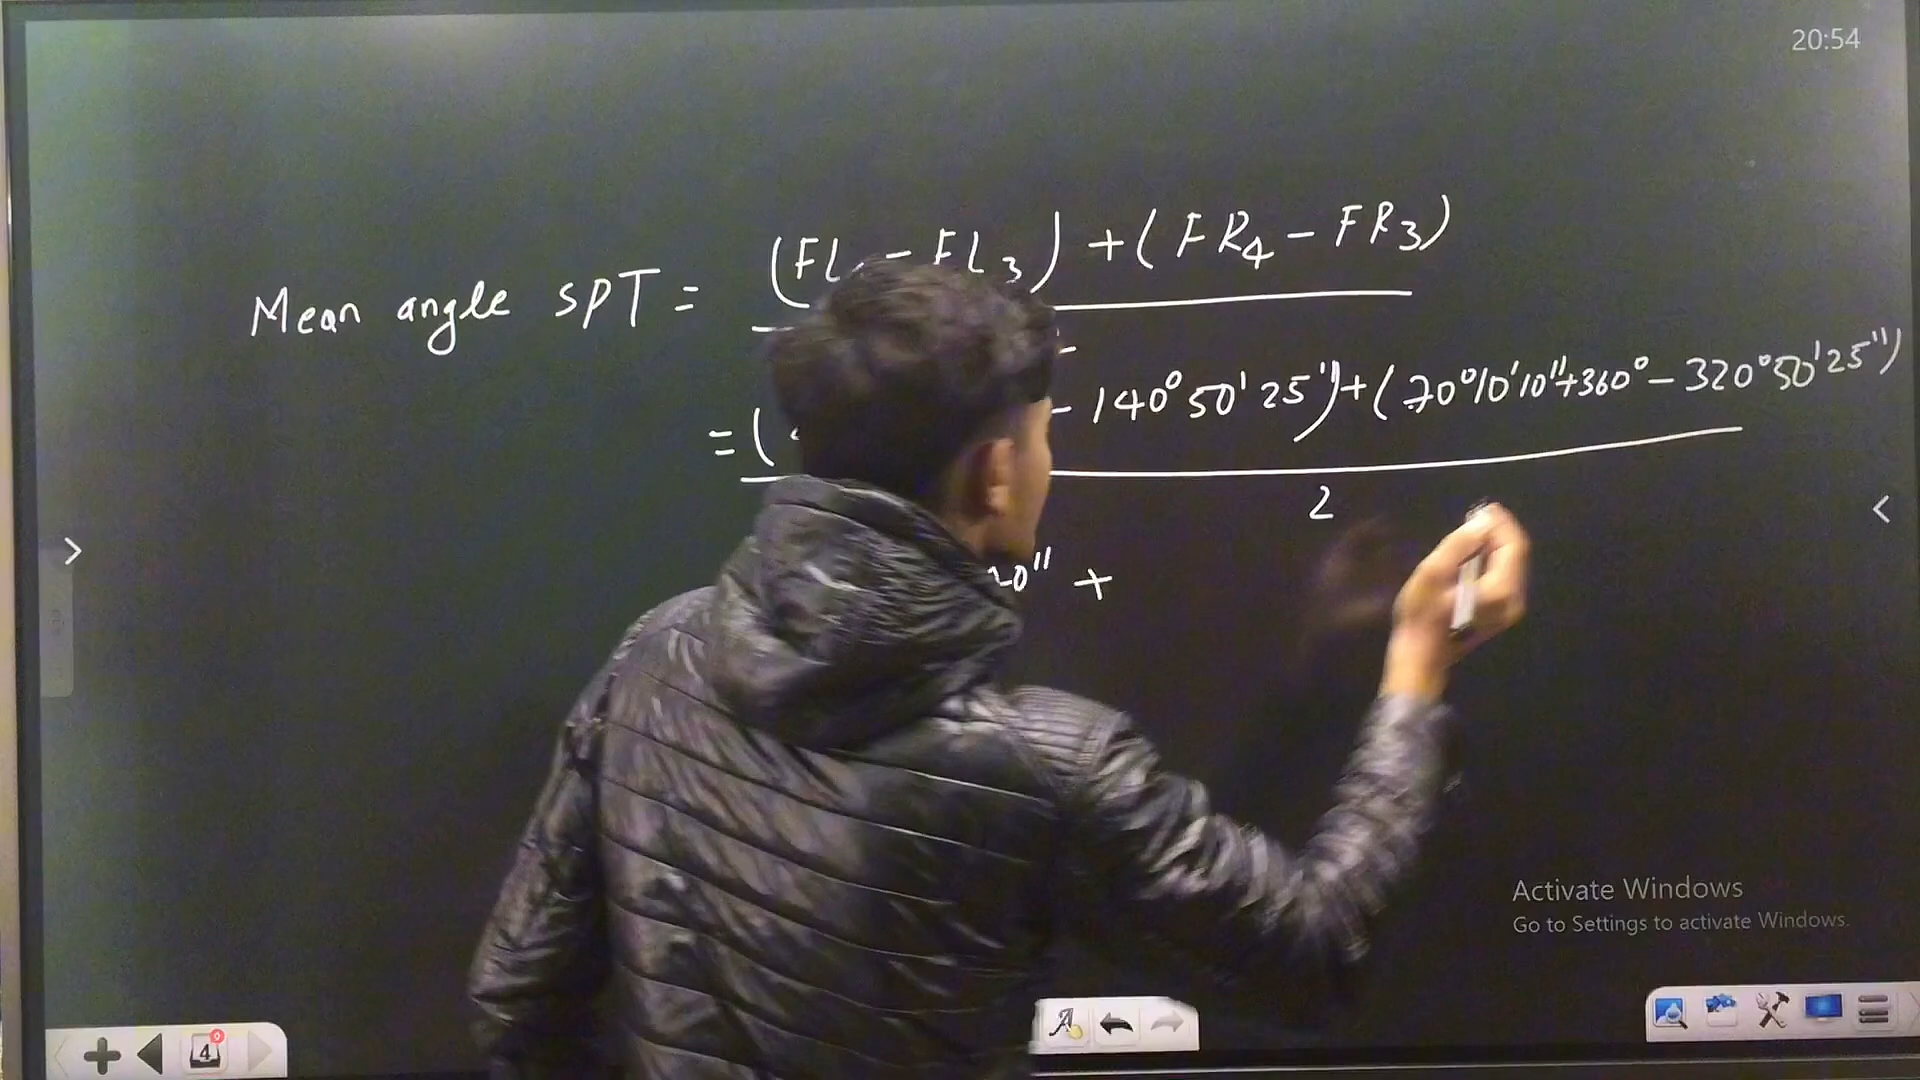 20:54
Mean angle SPT = (FL - FL3) + (FR4 - FR3)
= ( - 140° 50' 25") + (70°10'10"+360° - 320°50'25")
2
0" +
Activate Windows
Go to Settings to activate Windows.
4